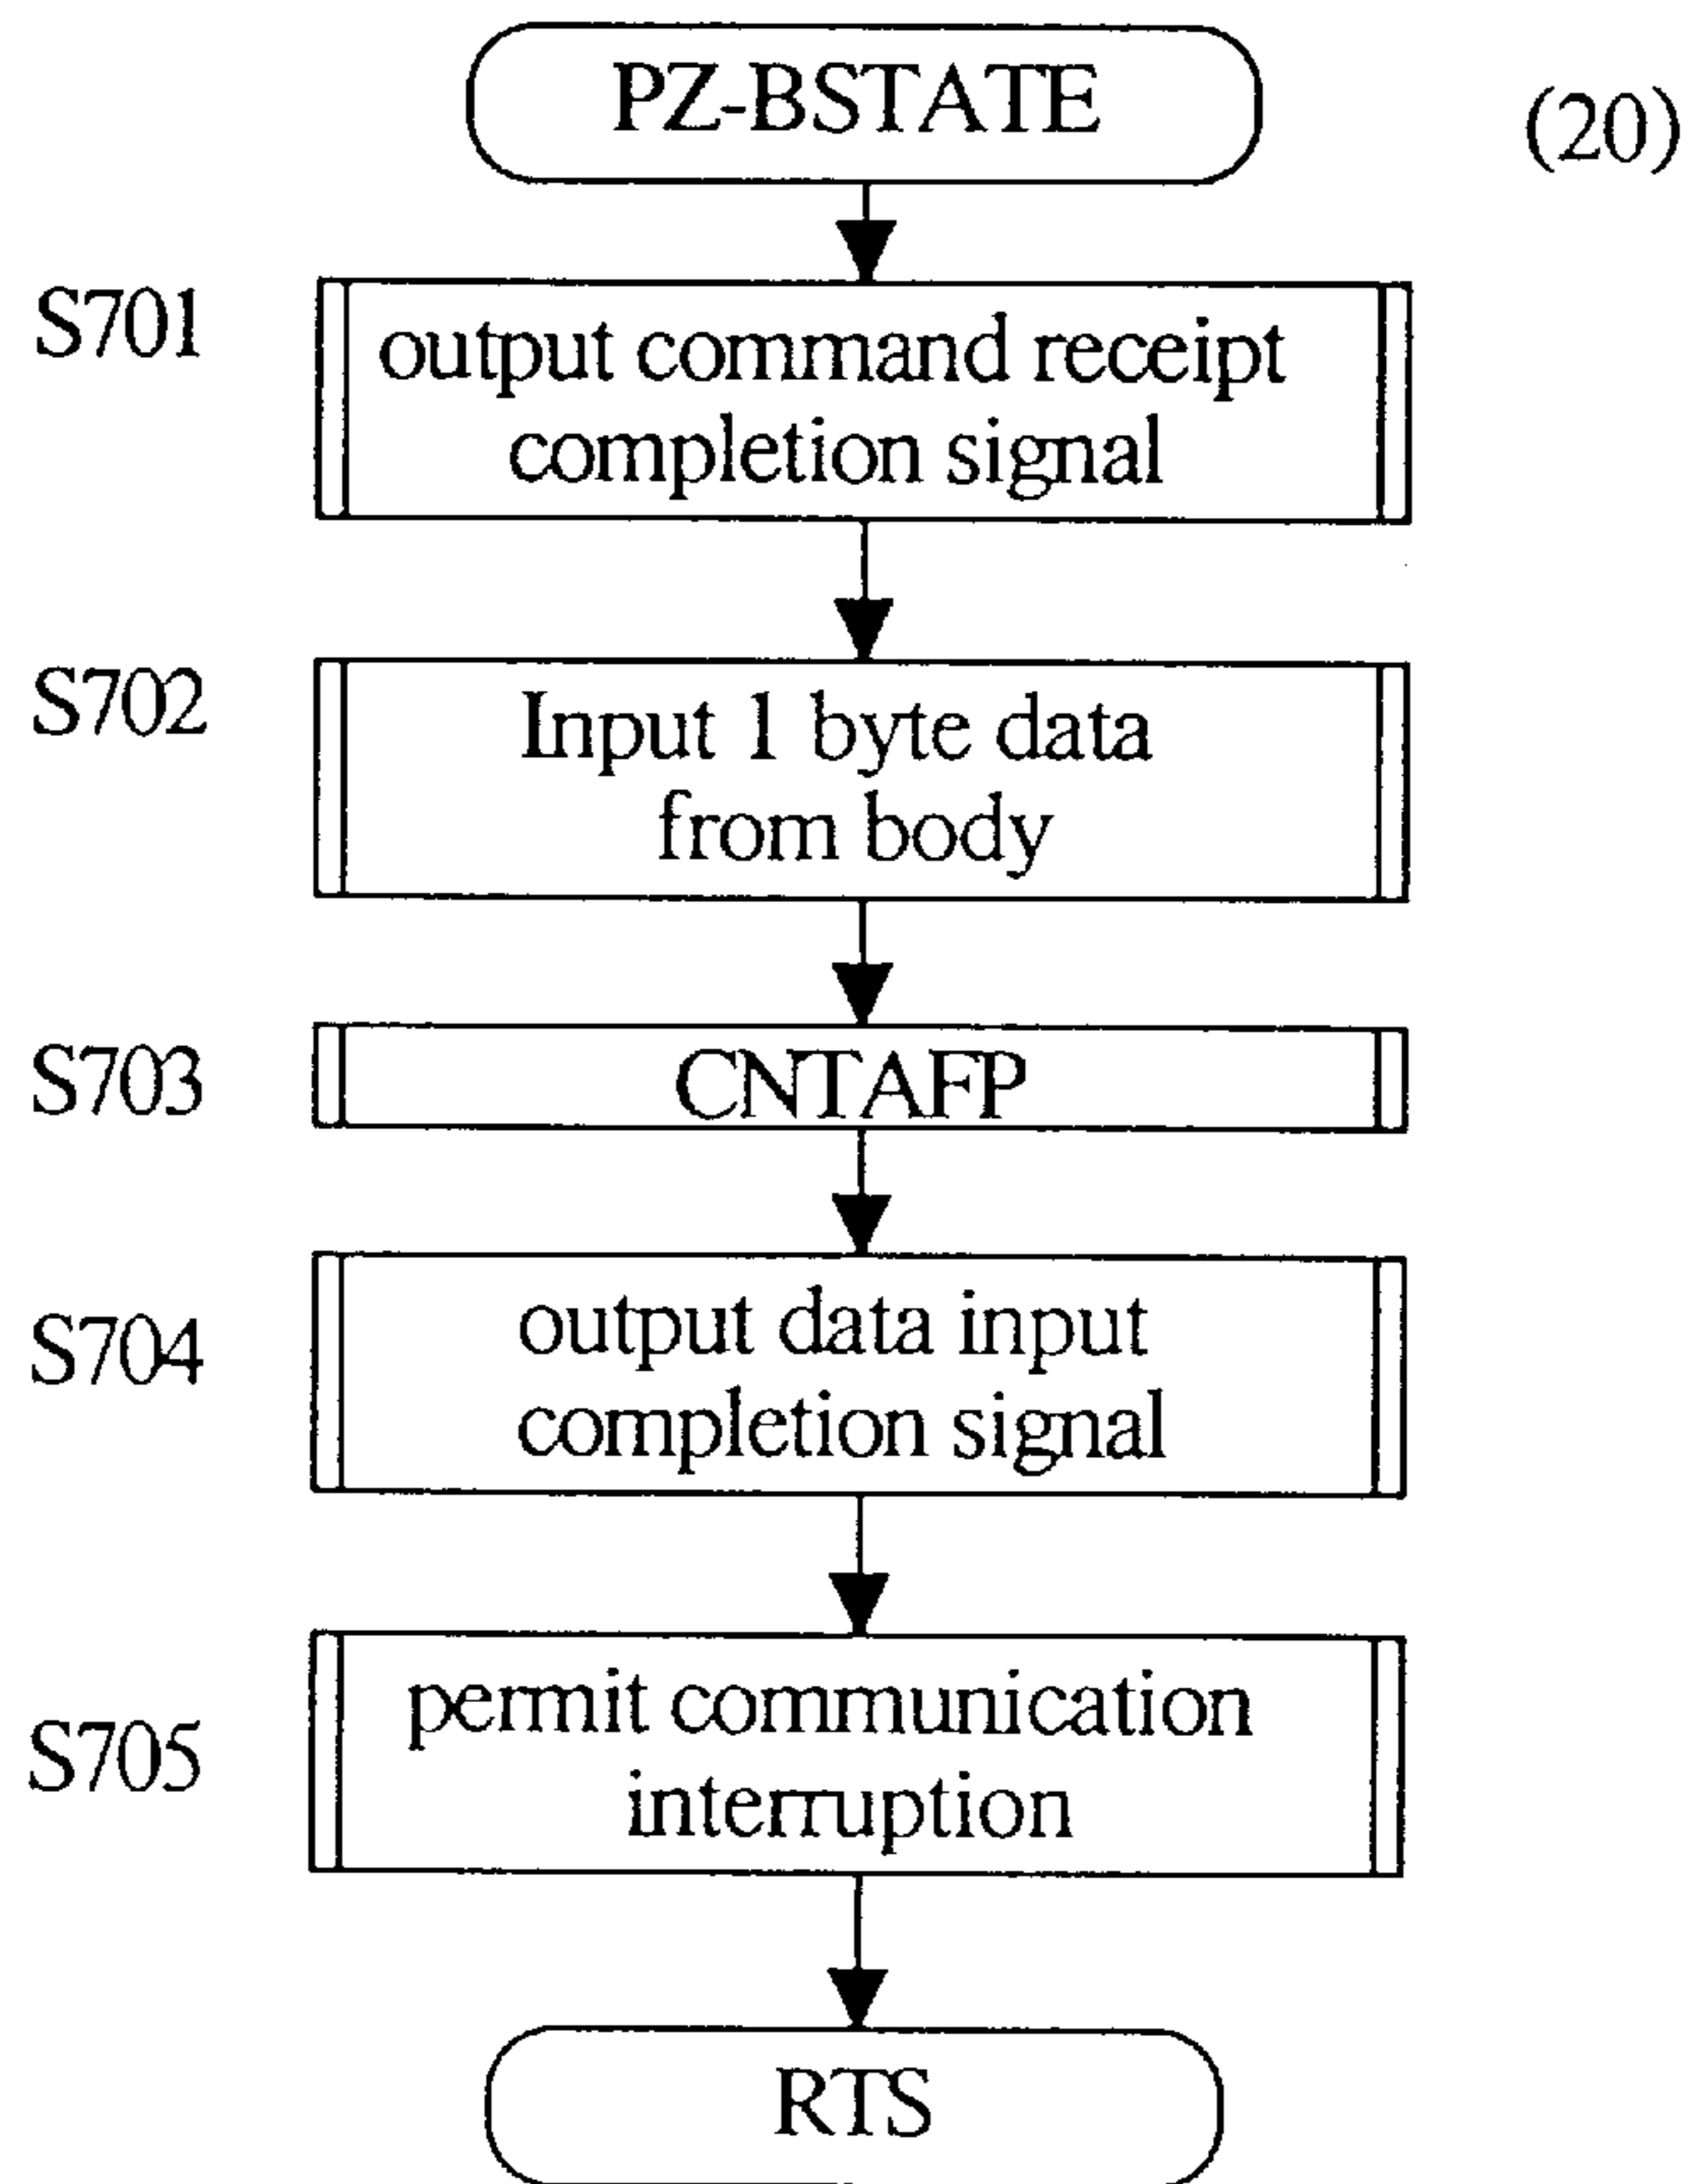 PZ-BSTATE
(20)
S701
output command receipt
completion signal
S702
Input 1 byte data
from body
S703
CNTAFP
S704
output data input
completion signal
S705
permit communication
interruption
RTS